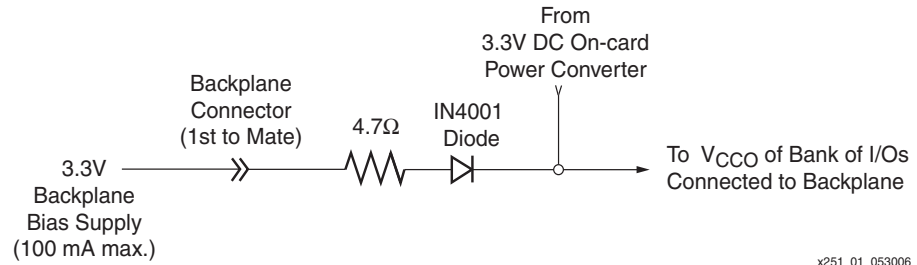 From
3.3V DC On-card
Power Converter
Backplane
Connector
(1st to Mate)
4.7Ω
IN4001
Diode
3.3V
Backplane
Bias Supply
(100 mA max.)
To VCCO of Bank of I/Os
Connected to Backplane
x251_01_053006